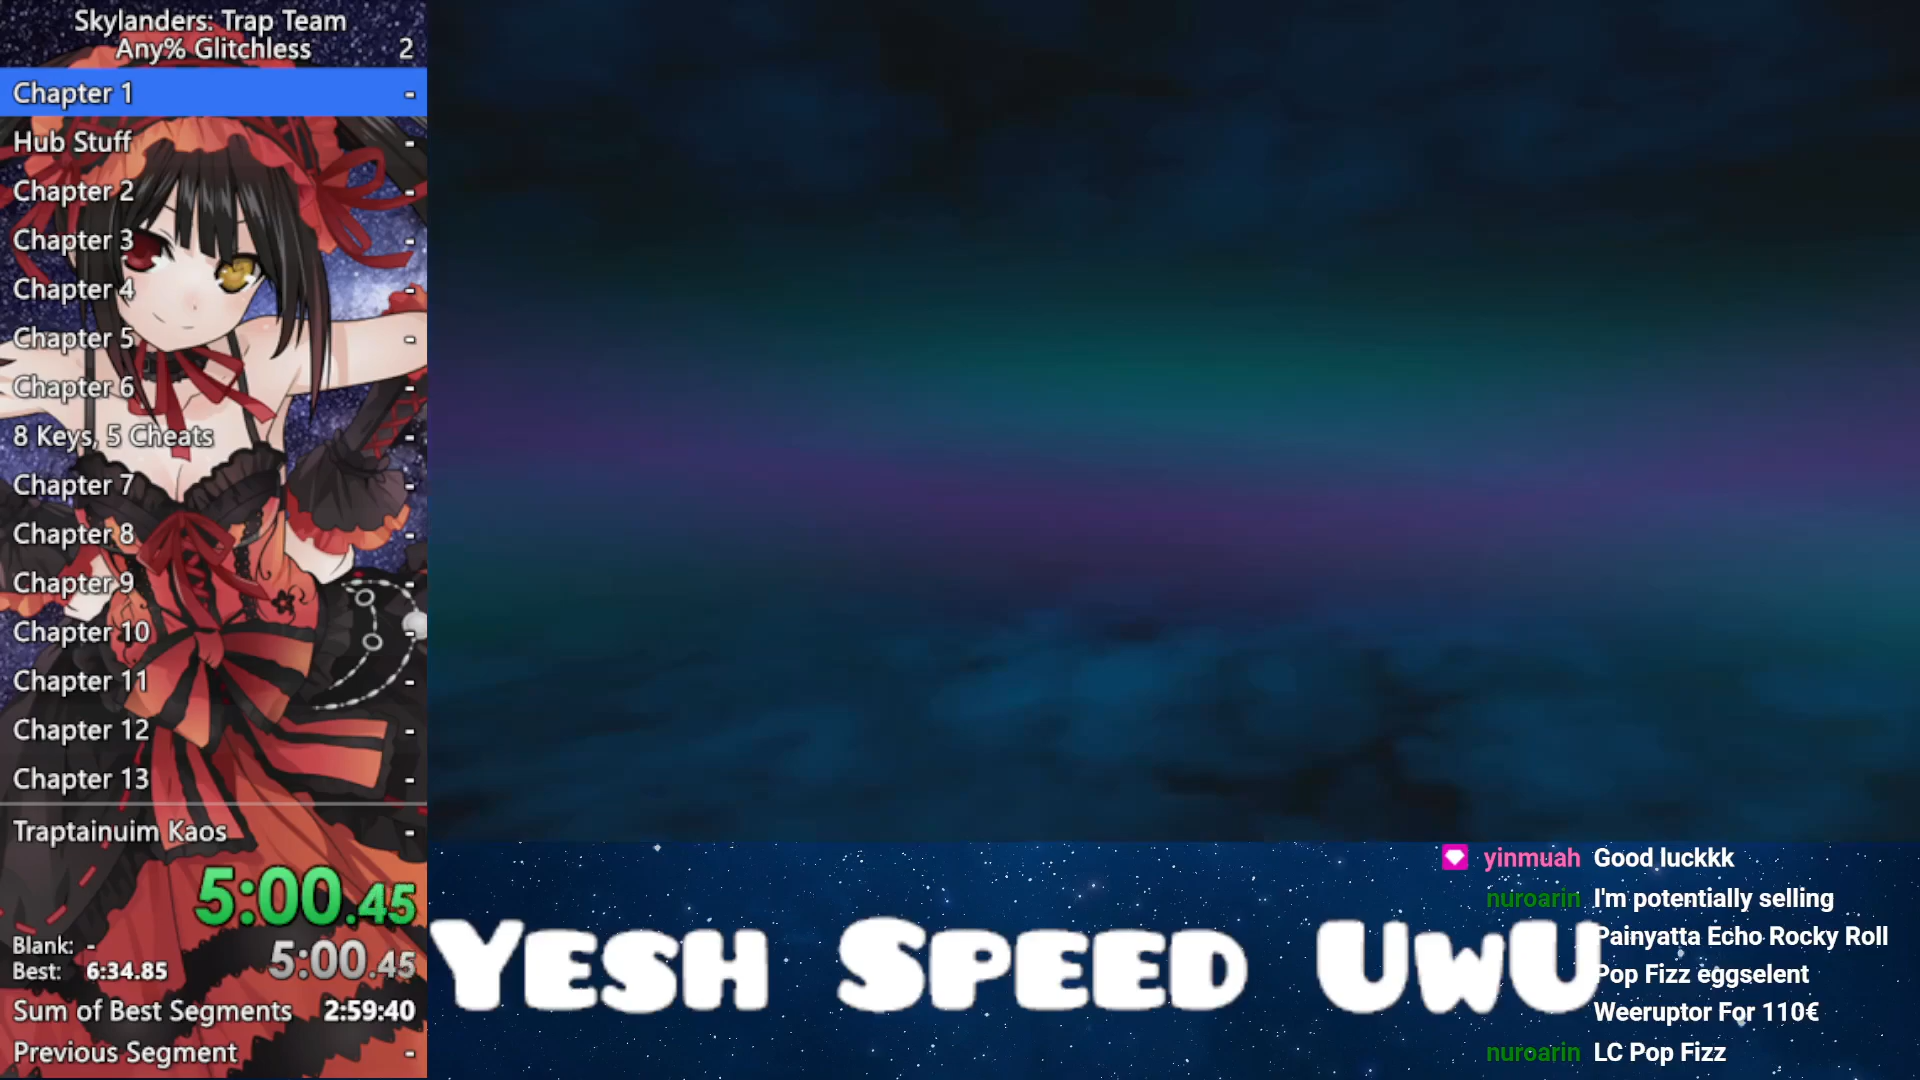 Skylanders: Trap Team
Any% Glitchless 2
Chapter 1 -
Hub Stuff -
Chapter 2 -
Chapter 3 -
Chapter 4 -
Chapter 5 -
Chapter 6 -
8 Keys, 5 Cheats -
Chapter 7 -
Chapter 8 -
Chapter 9 -
Chapter 10 -
Chapter 11 -
Chapter 12 -
Chapter 13 -
Traptainuim Kaos -
5:00.45
Blank: -
Best: 6:34.85 5:00.45
Sum of Best Segments 2:59:40
Previous Segment -
YESH SPEED UWU
yinmuah Good luckkk
nuroarin I'm potentially selling
Painyatta Echo Rocky Roll
Pop Fizz eggselent
Weeruptor For 110€
nuroarin LC Pop Fizz